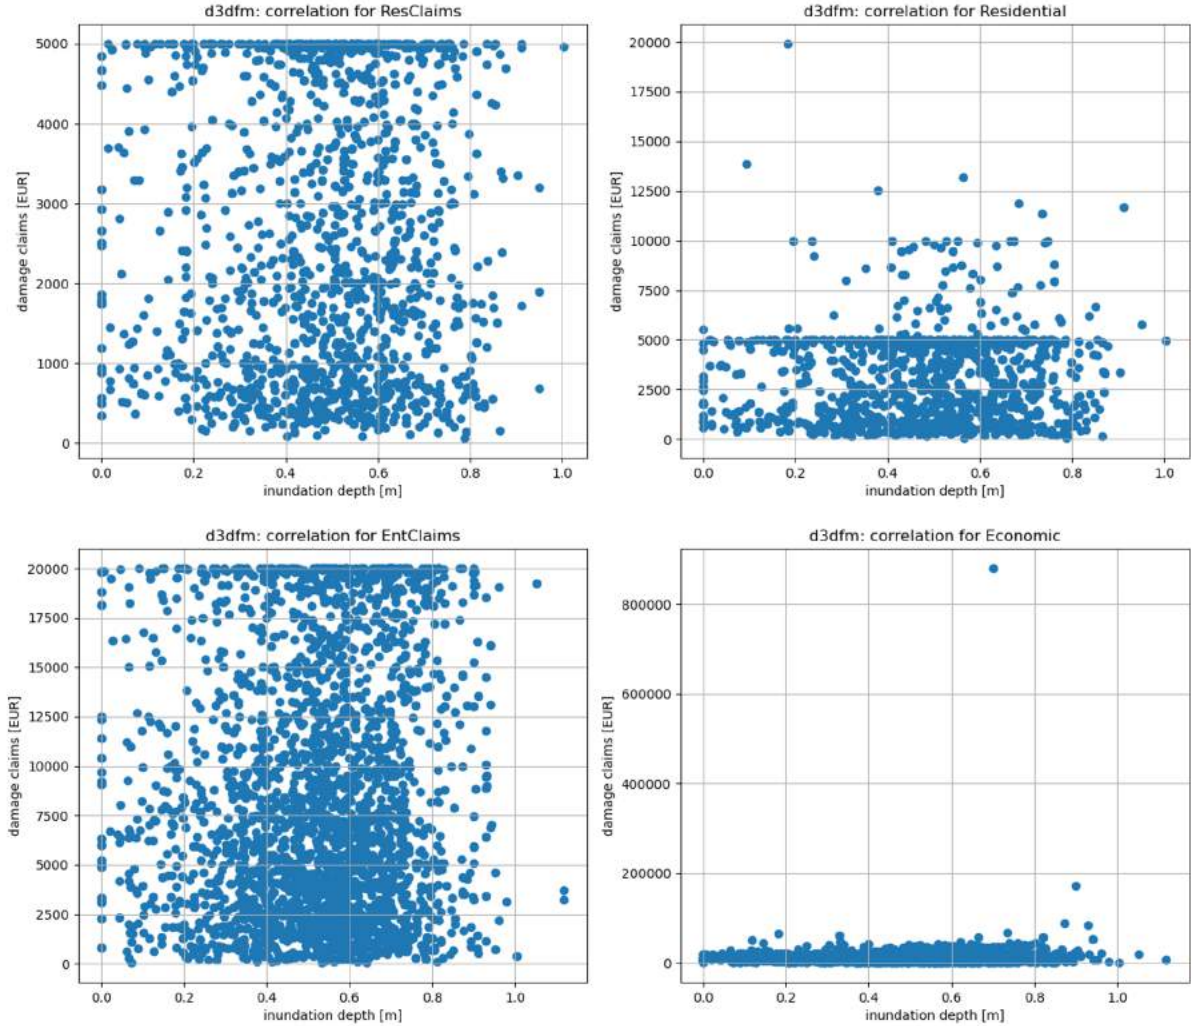 d3dfm: correlation for ResClaims
5000
4000
3000
2000
1000
0
damage claims [EUR]
0.0 0.2 0.4 0.6 0.8 1.0
inundation depth [m]
d3dfm: correlation for Residential
20000
17500
15000
12500
10000
7500
5000
2500
0
damage claims [EUR]
0.0 0.2 0.4 0.6 0.8 1.0
inundation depth [m]
d3dfm: correlation for EntClaims
20000
17500
15000
12500
10000
7500
5000
2500
0
damage claims [EUR]
0.0 0.2 0.4 0.6 0.8 1.0
inundation depth [m]
d3dfm: correlation for Economic
800000
600000
400000
200000
0
damage claims [EUR]
0.0 0.2 0.4 0.6 0.8 1.0
inundation depth [m]